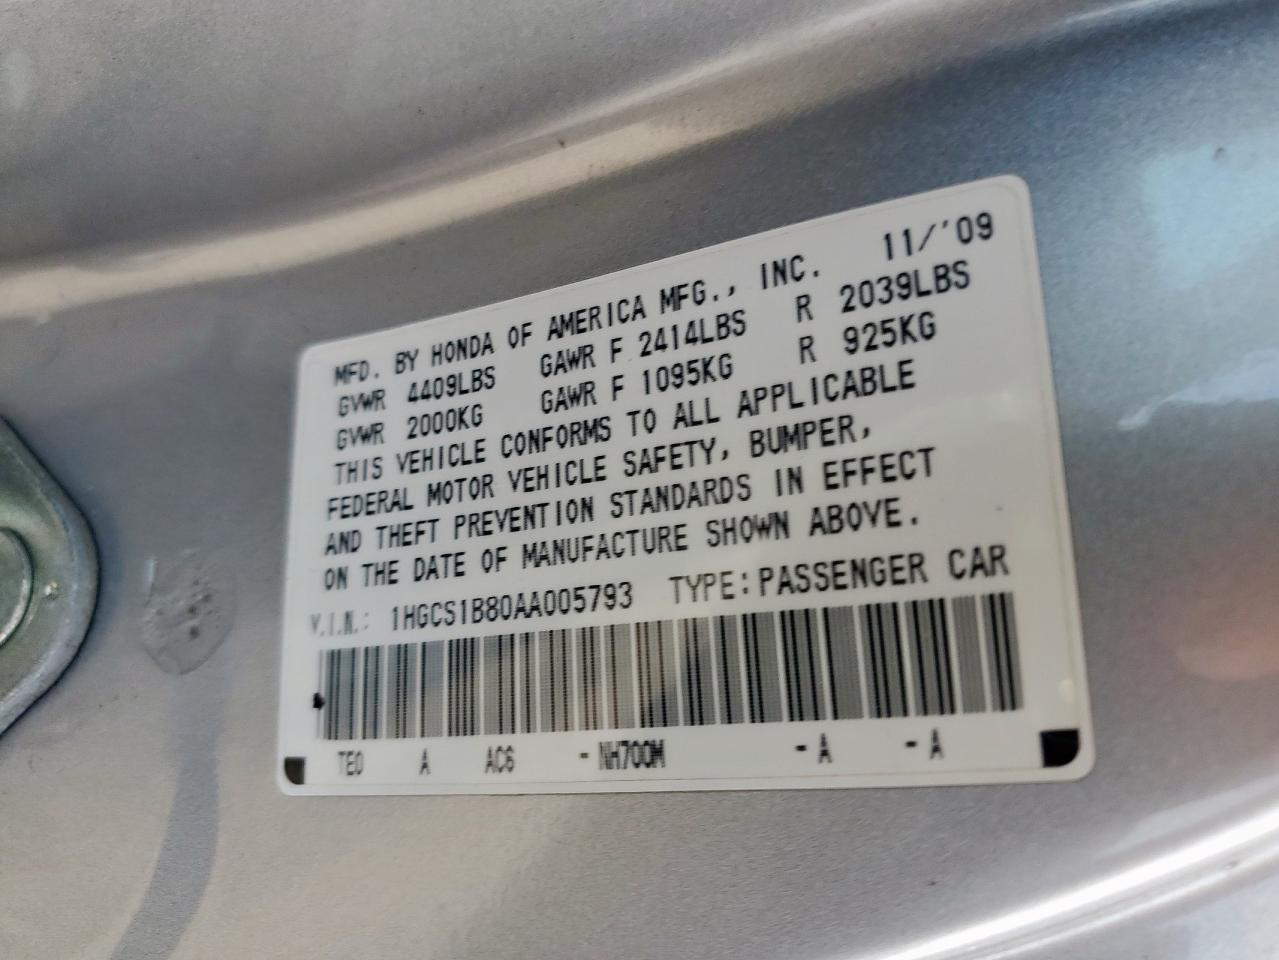 MFD. BY HONDA OF AMERICA MFG., INC. 11/'09
GVWR 4409LBS GAWR F 2414LBS R 2039LBS
GVWR 2000KG GAWR F 1095KG R 925KG
THIS VEHICLE CONFORMS TO ALL APPLICABLE
FEDERAL MOTOR VEHICLE SAFETY, BUMPER,
AND THEFT PREVENTION STANDARDS IN EFFECT
ON THE DATE OF MANUFACTURE SHOWN ABOVE.
V.I.N.: 1HGCS1B80AA005793 TYPE:PASSENGER CAR
TE0 A AC6 -NH700M -A -A